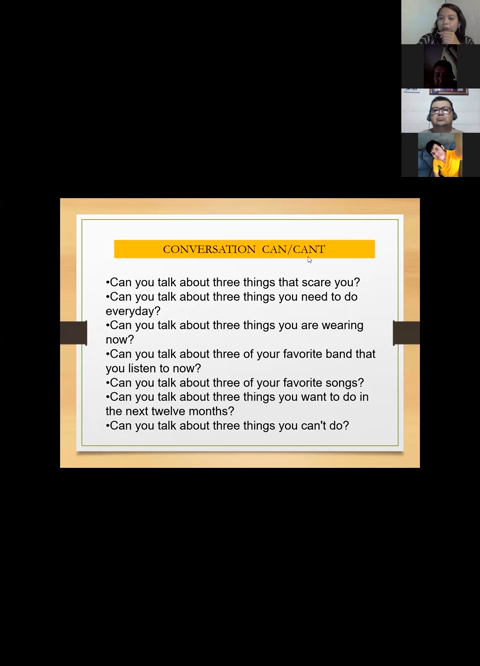 CONVERSATION CAN/CANT
•Can you talk about three things that scare you?
•Can you talk about three things you need to do
everyday?
•Can you talk about three things you are wearing
now?
•Can you talk about three of your favorite band that
you listen to now?
•Can you talk about three of your favorite songs?
•Can you talk about three things you want to do in
the next twelve months?
•Can you talk about three things you can't do?